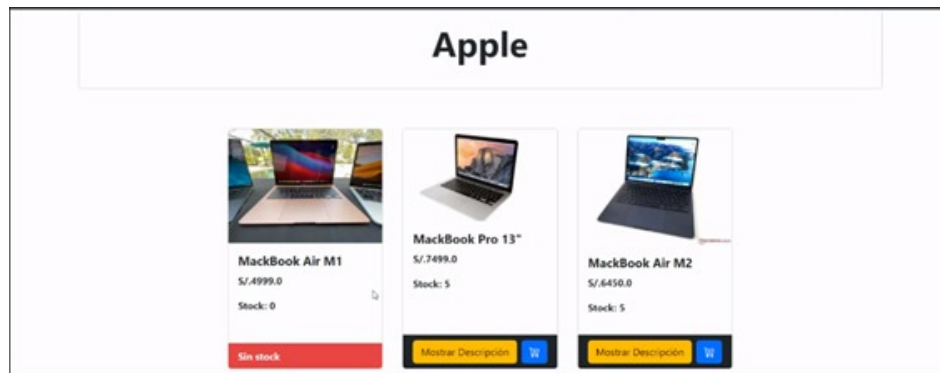 Apple
MackBook Air M1
S/.4999.0
Stock: 0
Sin stock
MackBook Pro 13"
S/.7499.0
Stock: 5
Mostrar Descripción
MackBook Air M2
S/.6450.0
Stock: 5
Mostrar Descripción